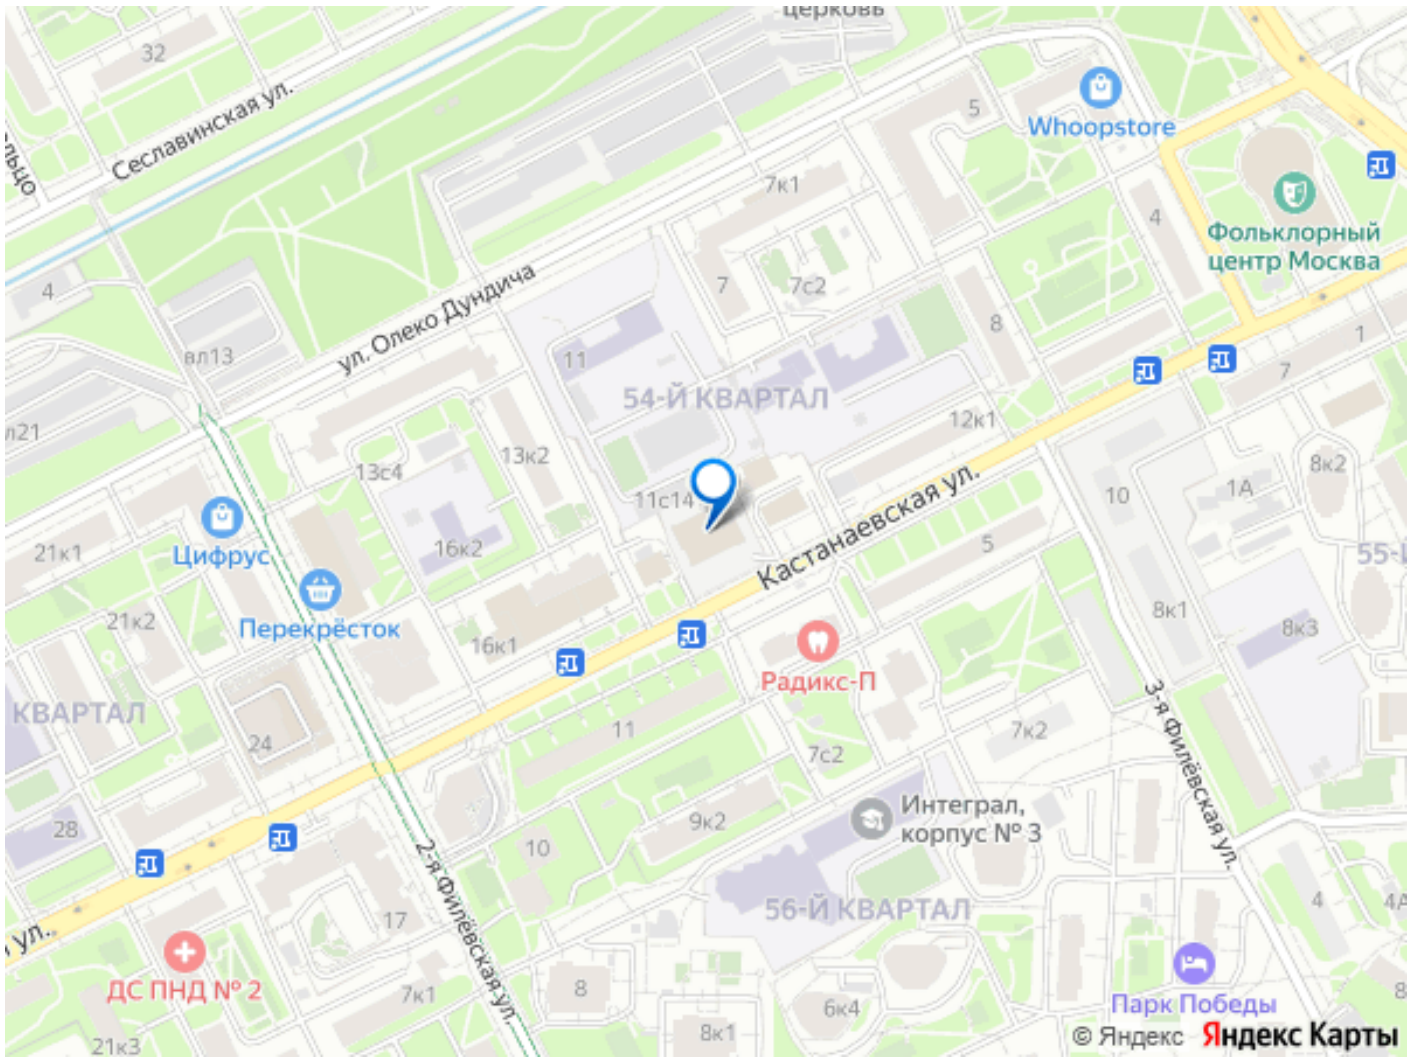 церковь
32
Сеславинская ул.
5
Whoopstore
7к1
4
Фольклорный
центр Москва
4
7
7с2
ул. Олеко Дундича
8
вл13
11
1
7
54-Й КВАРТАЛ
12к1
13к2
13с4
8к2
11с14
10
1А
Кастанаевская ул.
21к1
Цифрус
16к2
5
8к1
8к3
21к2
Перекрёсток
16к1
Радикс-П
КВАРТАЛ
24
11
7с2
7к2
3-я Филёвская ул.
28
9к2
Интеграл,
корпус № 3
10
2-я Филёвская ул.
56-Й КВАРТАЛ
17
4
4А
ул.
ДС ПНД № 2
7к1
8
6к4
Парк Победы
8
21к3
8к1
© Яндекс Яндекс Карты